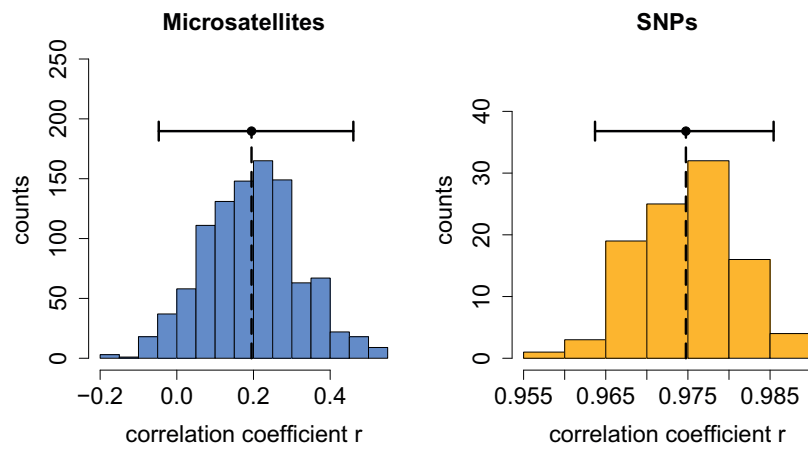 Microsatellites
250
200
150
100
50
0
counts
−0.2 0.0 0.2 0.4
correlation coefficient r
SNPs
40
30
20
10
0
counts
0.955 0.965 0.975 0.985
correlation coefficient r